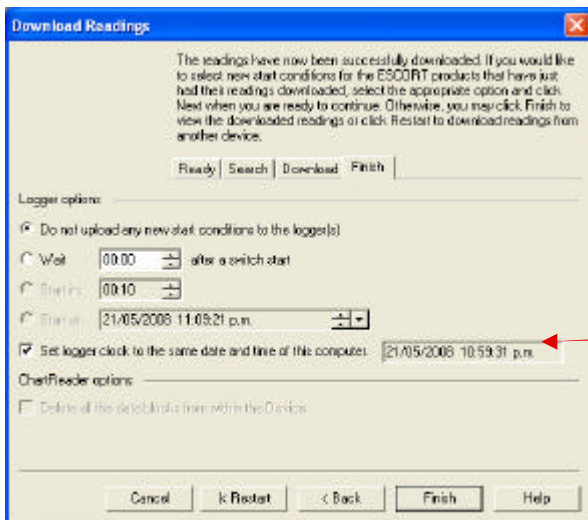 Download Readings
The readings have now been successfully downloaded. If you would
like to select new start conditions for the ESCORT products that have just
had their readings downloaded, select the appropriate option and click
Next when you are ready to continue. Otherwise, you may click Finish to
view the downloaded readings or click Restart to download readings from
another device.
Ready Search Download Finish
Logger options
Do not upload any new start conditions to the logger(s)
Wait 00:00 after a switch start
Start in 00:10
Start at 21/05/2008 11:09:21 p.m.
Set logger clock to the same date and time of this computer. 21/05/2008 10:59:31 p.m.
ChartReader options
Delete all the data blocks from within the Device
Cancel |< Restart < Back Finish Help